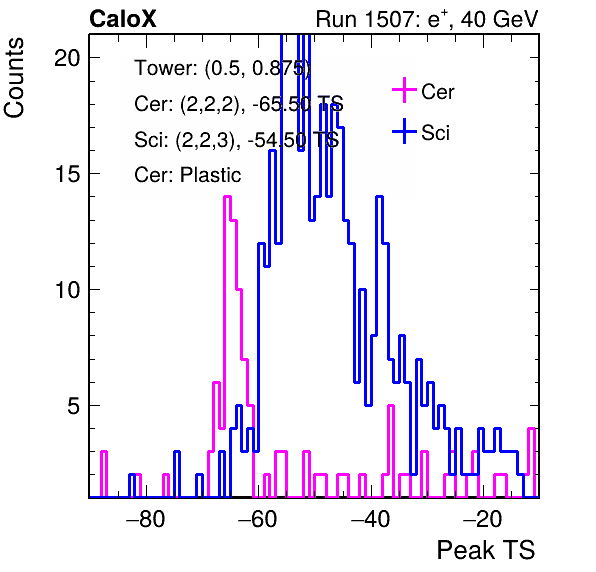 CaloX
Run 1507: e⁺, 40 GeV
Counts
Tower: (0.5, 0.875)
Cer: (2,2,2), -65.50 TS
Sci: (2,2,3), -54.50 TS
Cer: Plastic
Cer
Sci
20
15
10
5
−80
−60
−40
−20
Peak TS